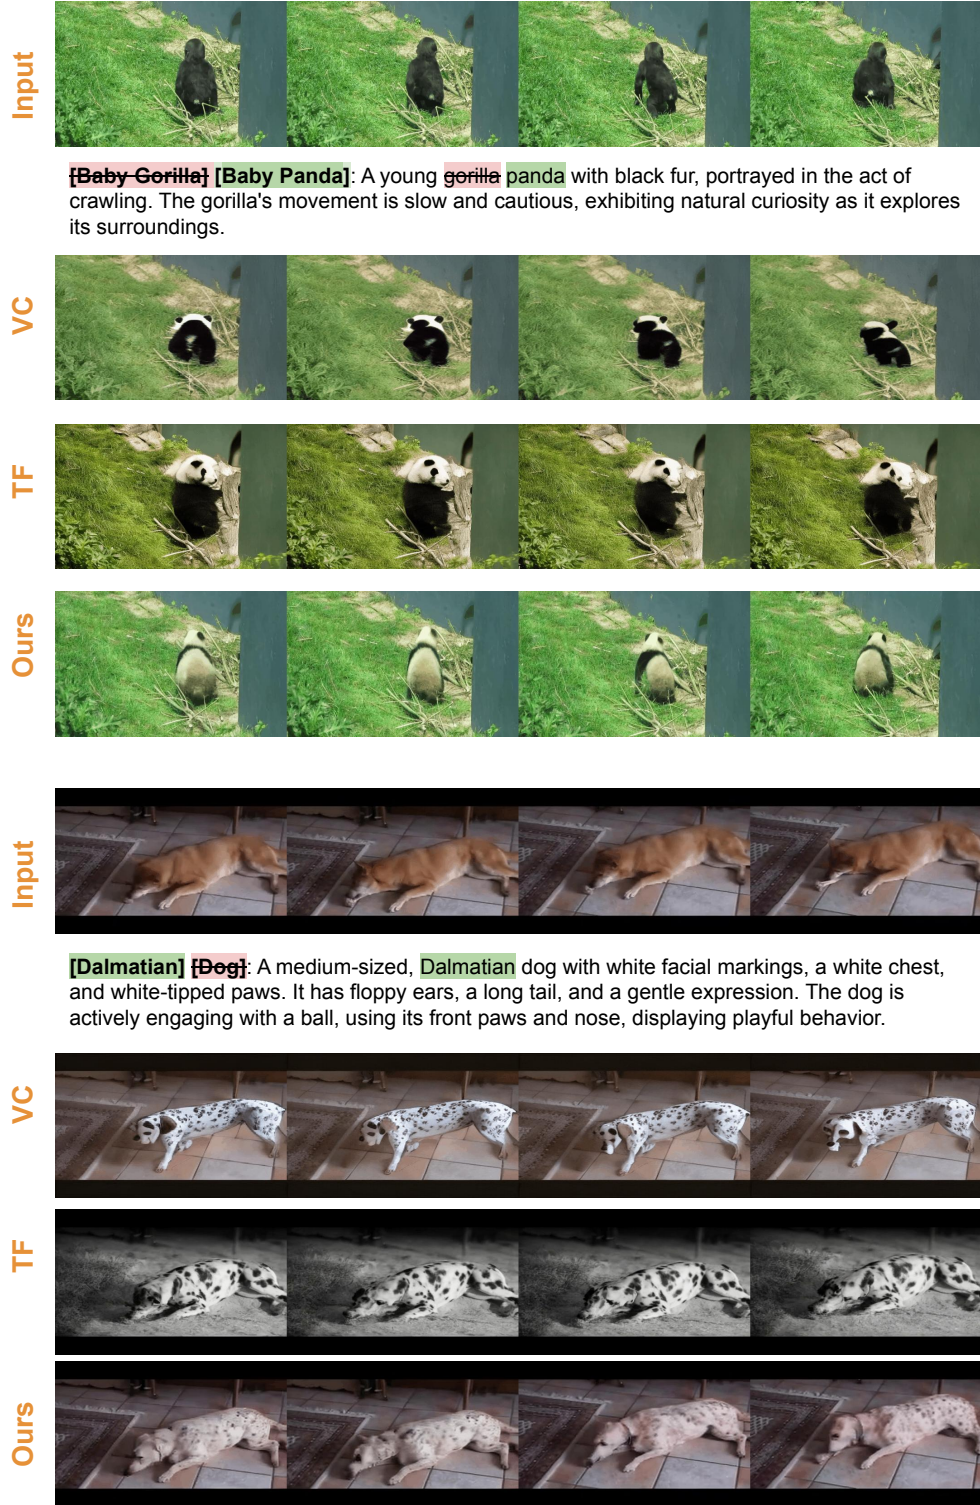 Input
[Baby Gorilla] [Baby Panda]: A young gorilla panda with black fur, portrayed in the act of
crawling. The gorilla's movement is slow and cautious, exhibiting natural curiosity as it explores
its surroundings.
VC
TF
Ours
Input
[Dalmatian] [Dog]: A medium-sized, Dalmatian dog with white facial markings, a white chest,
and white-tipped paws. It has floppy ears, a long tail, and a gentle expression. The dog is
actively engaging with a ball, using its front paws and nose, displaying playful behavior.
VC
TF
Ours